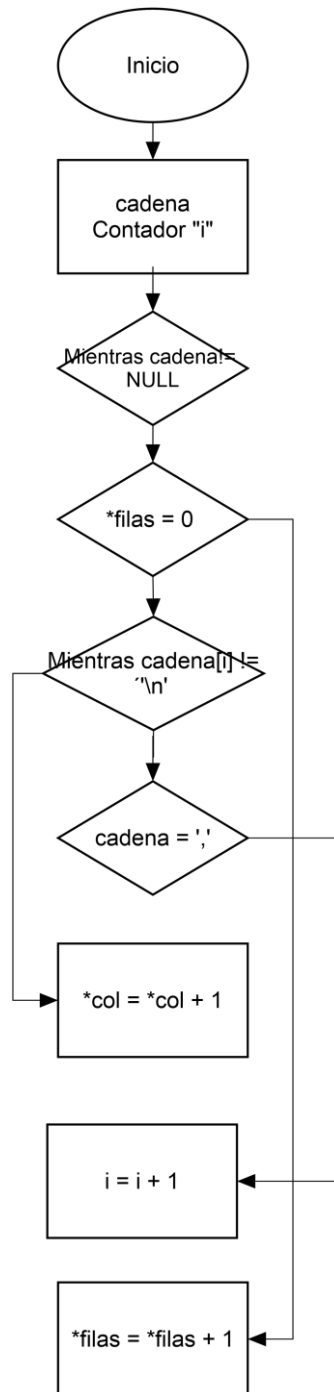 Inicio
cadena
Contador "i"
Mientras cadena!=
NULL
*filas = 0
Mientras cadena[i] !=
´'\n'
cadena = ','
*col = *col + 1
i = i + 1
*filas = *filas + 1